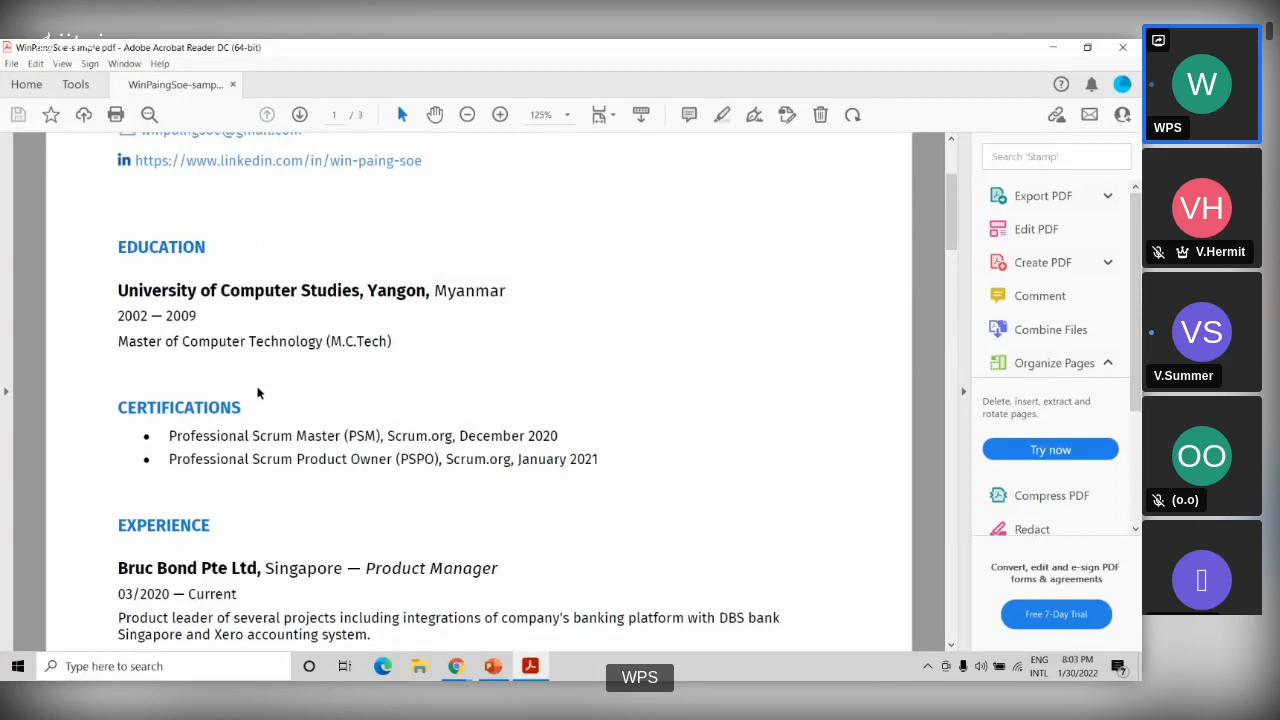 WinPaingSoe-sample.pdf - Adobe Acrobat Reader DC (64-bit)
File Edit View Sign Window Help
Home Tools WinPaingSoe-samp... ×
1 / 3 125%
winpaingsoe@gmail.com
in https://www.linkedin.com/in/win-paing-soe
EDUCATION
University of Computer Studies, Yangon, Myanmar
2002 — 2009
Master of Computer Technology (M.C.Tech)
CERTIFICATIONS
• Professional Scrum Master (PSM), Scrum.org, December 2020
• Professional Scrum Product Owner (PSPO), Scrum.org, January 2021
EXPERIENCE
Bruc Bond Pte Ltd, Singapore — Product Manager
03/2020 — Current
Product leader of several projects including integrations of company's banking platform with DBS bank
Singapore and Xero accounting system.
Search 'Stamp'
Export PDF
Edit PDF
Create PDF
Comment
Combine Files
Organize Pages
Delete, insert, extract and
rotate pages.
Try now
Compress PDF
Redact
Convert, edit and e-sign PDF
forms & agreements
Free 7-Day Trial
Type here to search
ENG
INTL
8:03 PM
1/30/2022
7
WPS
W
WPS
VH
V.Hermit
VS
V.Summer
OO
(o.o)